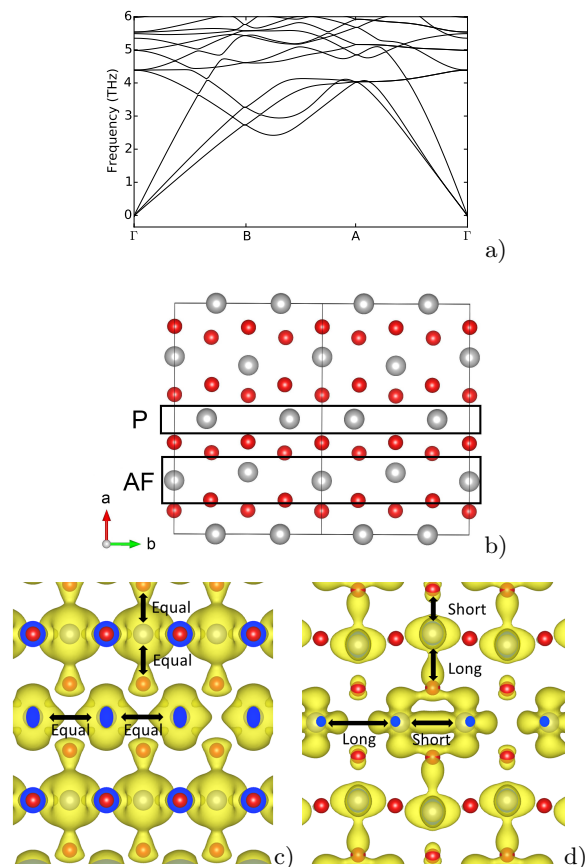 6
5
4
3
2
1
0
Frequency (THz)
Γ B A Γ
a)
P
AF
a
b
b)
Equal
Equal
Equal Equal
c)
Short
Long
Long Short
d)